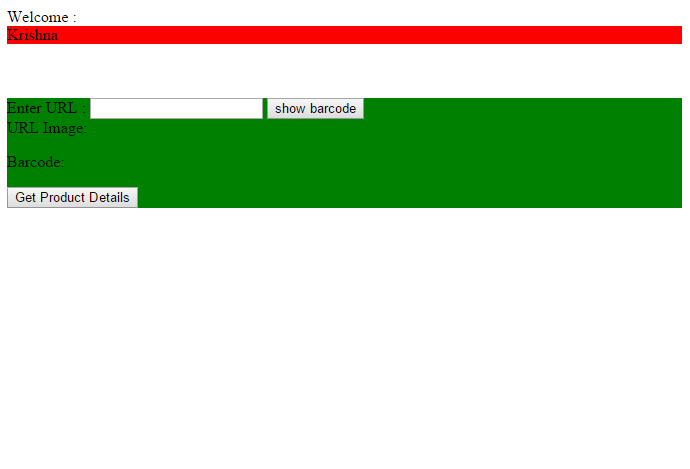 Welcome :
Krishna
Enter URL : show barcode
URL Image:
Barcode:
Get Product Details